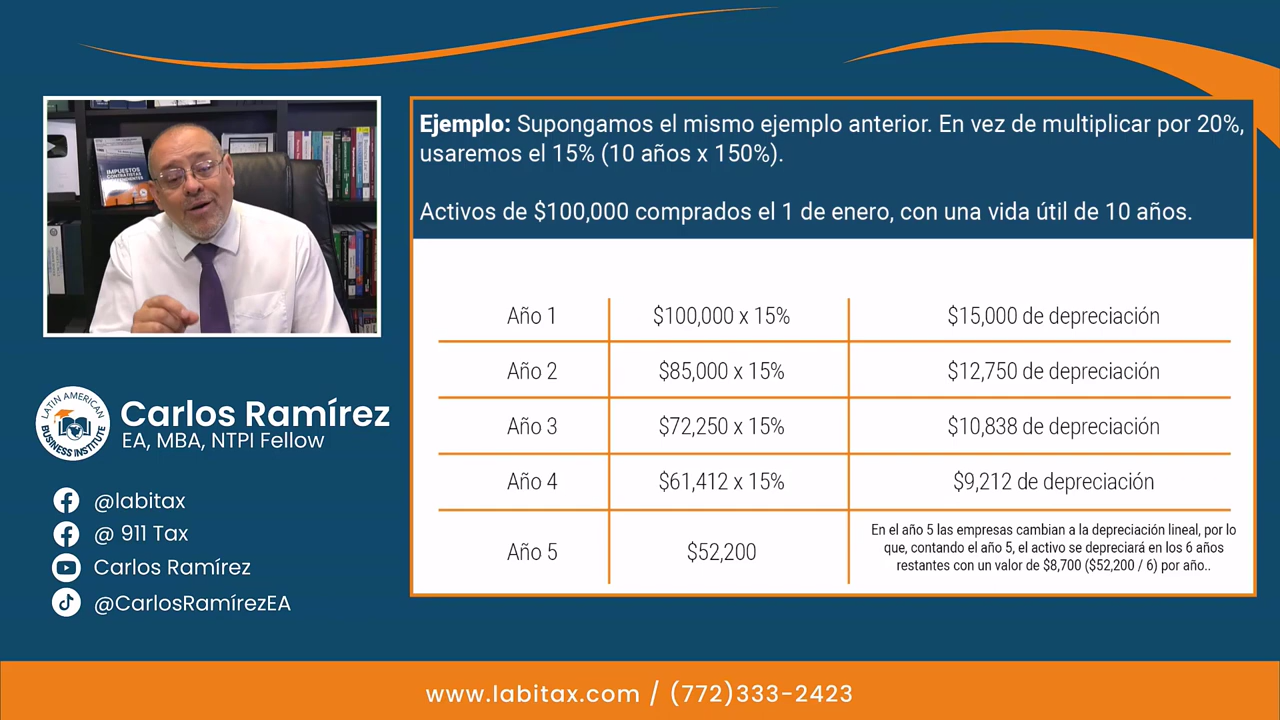 Ejemplo: Supongamos el mismo ejemplo anterior. En vez de multiplicar por 20%,
usaremos el 15% (10 años x 150%).
Activos de $100,000 comprados el 1 de enero, con una vida útil de 10 años.
Año 1 $100,000 x 15% $15,000 de depreciación
Año 2 $85,000 x 15% $12,750 de depreciación
Año 3 $72,250 x 15% $10,838 de depreciación
Año 4 $61,412 x 15% $9,212 de depreciación
Año 5 $52,200
En el año 5 las empresas cambian a la depreciación lineal, por lo
que, contando el año 5, el activo se depreciará en los 6 años
restantes con un valor de $8,700 ($52,200 / 6) por año..
IMPUESTOS
LATIN AMERICAN
BUSINESS INSTITUTE
Carlos Ramírez
EA, MBA, NTPI Fellow
@labitax
@ 911 Tax
Carlos Ramírez
@CarlosRamírezEA
www.labitax.com / (772)333-2423